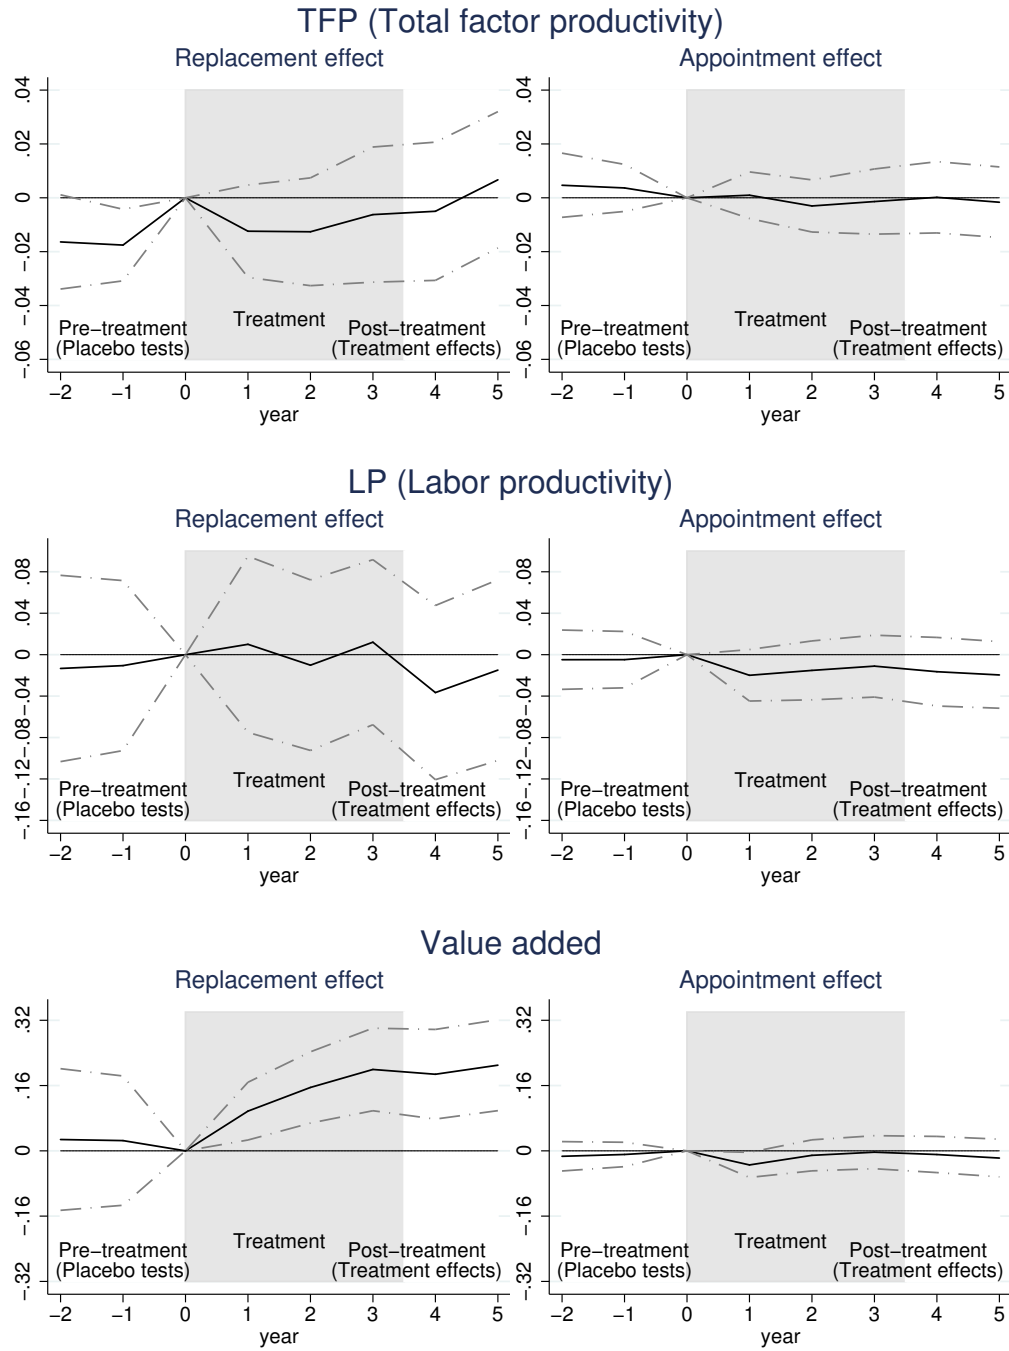 TFP (Total factor productivity)
Replacement effect
Appointment effect
.04
.02
0
−.02
−.04
−.06
Pre−treatment
(Placebo tests)
Treatment
Post−treatment
(Treatment effects)
−2 −1 0 1 2 3 4 5
year
.04
.02
0
−.02
−.04
−.06
Pre−treatment
(Placebo tests)
Treatment
Post−treatment
(Treatment effects)
−2 −1 0 1 2 3 4 5
year
LP (Labor productivity)
Replacement effect
Appointment effect
.08
.04
0
−.04
−.08
−.12
−.16
Pre−treatment
(Placebo tests)
Treatment
Post−treatment
(Treatment effects)
−2 −1 0 1 2 3 4 5
year
.08
.04
0
−.04
−.08
−.12
−.16
Pre−treatment
(Placebo tests)
Treatment
Post−treatment
(Treatment effects)
−2 −1 0 1 2 3 4 5
year
Value added
Replacement effect
Appointment effect
.32
.16
0
−.16
−.32
Pre−treatment
(Placebo tests)
Treatment
Post−treatment
(Treatment effects)
−2 −1 0 1 2 3 4 5
year
.32
.16
0
−.16
−.32
Pre−treatment
(Placebo tests)
Treatment
Post−treatment
(Treatment effects)
−2 −1 0 1 2 3 4 5
year